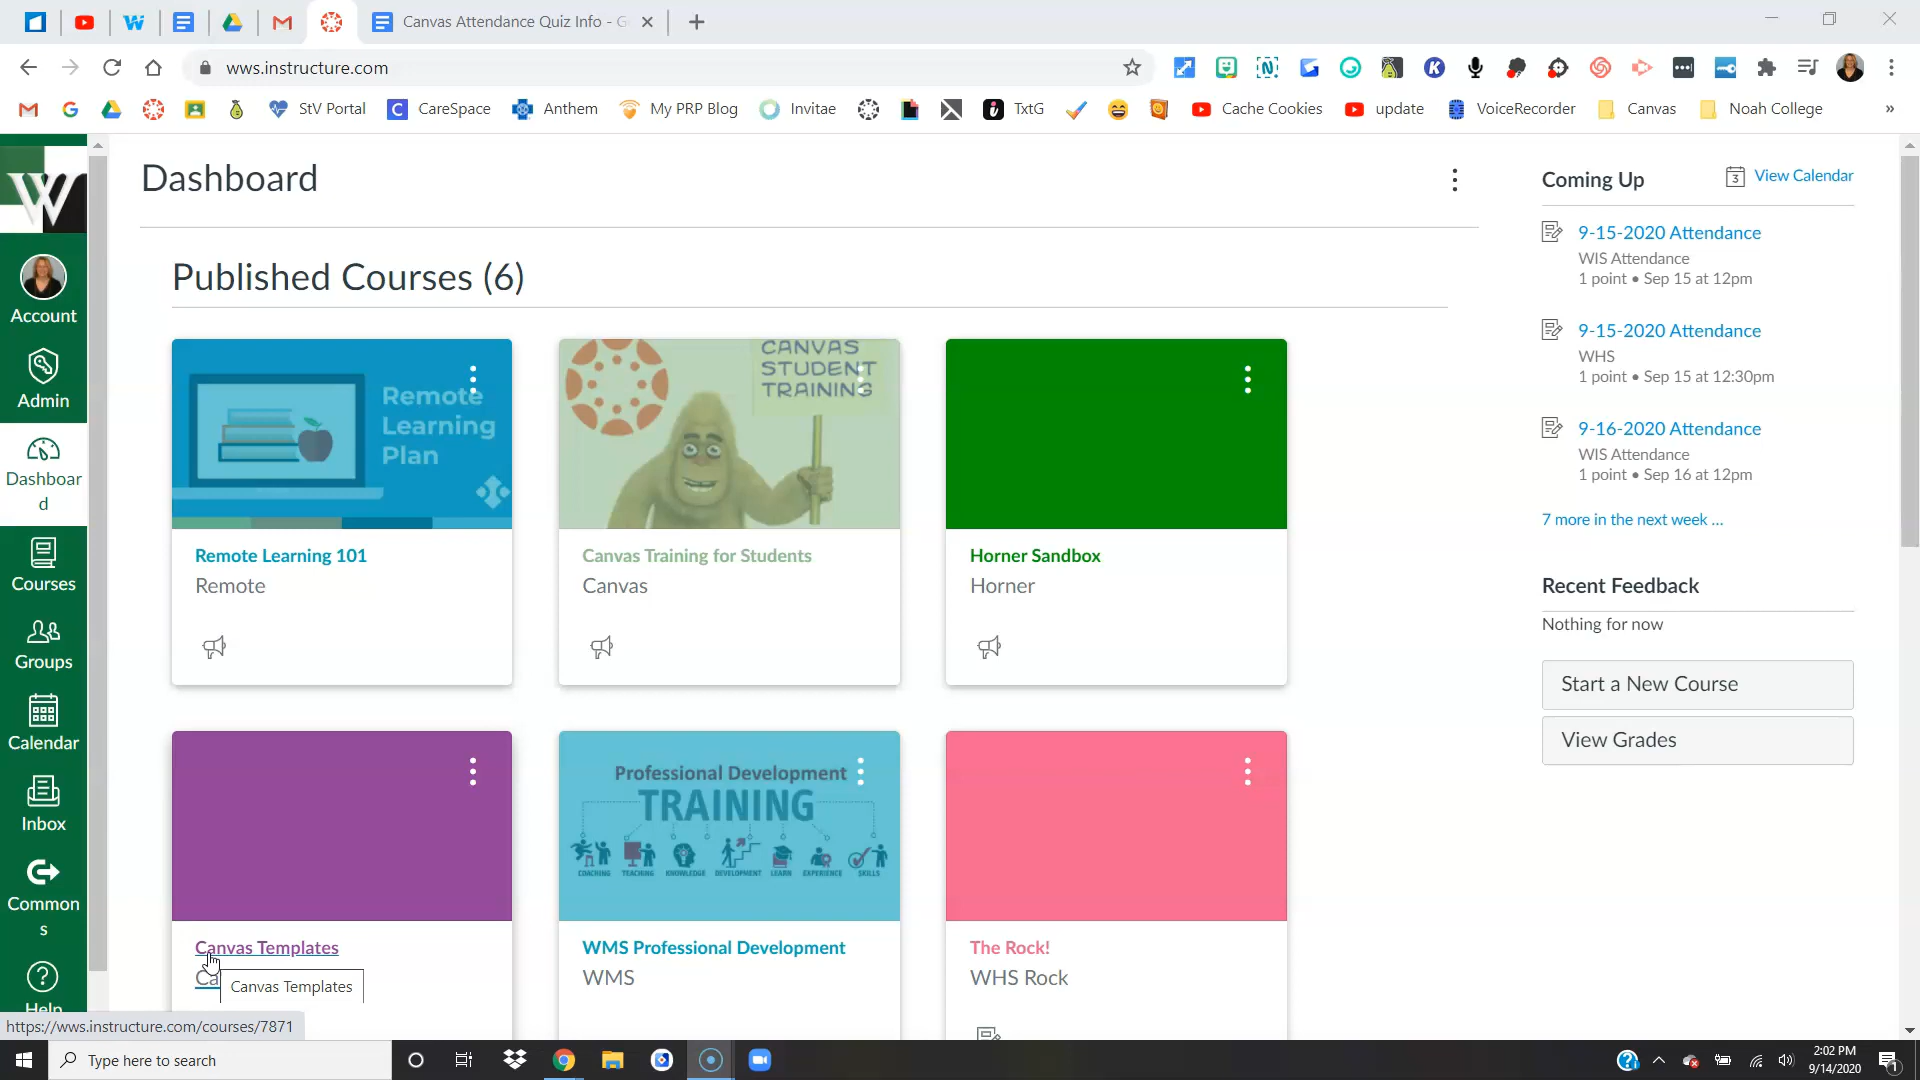 Canvas Attendance Quiz Info - G
wws.instructure.com
StV Portal
CareSpace
Anthem
My PRP Blog
Invitae
TxtG
Cache Cookies
update
VoiceRecorder
Canvas
Noah College
»
W
Account
Admin
Dashboar
d
Courses
Groups
Calendar
Inbox
Common
s
Help
Dashboard
Published Courses (6)
Remote
Learning
Plan
Remote Learning 101
Remote
CANVAS
STUDENT
TRAINING
Canvas Training for Students
Canvas
Horner Sandbox
Horner
Canvas Templates
Ca
Canvas Templates
Professional Development
TRAINING
COACHING TEACHING KNOWLEDGE DEVELOPMENT LEARN EXPERIENCE SKILLS
WMS Professional Development
WMS
The Rock!
WHS Rock
Coming Up
3 View Calendar
9-15-2020 Attendance
WIS Attendance
1 point • Sep 15 at 12pm
9-15-2020 Attendance
WHS
1 point • Sep 15 at 12:30pm
9-16-2020 Attendance
WIS Attendance
1 point • Sep 16 at 12pm
7 more in the next week ...
Recent Feedback
Nothing for now
Start a New Course
View Grades
https://wws.instructure.com/courses/7871
Type here to search
2:02 PM
9/14/2020
1